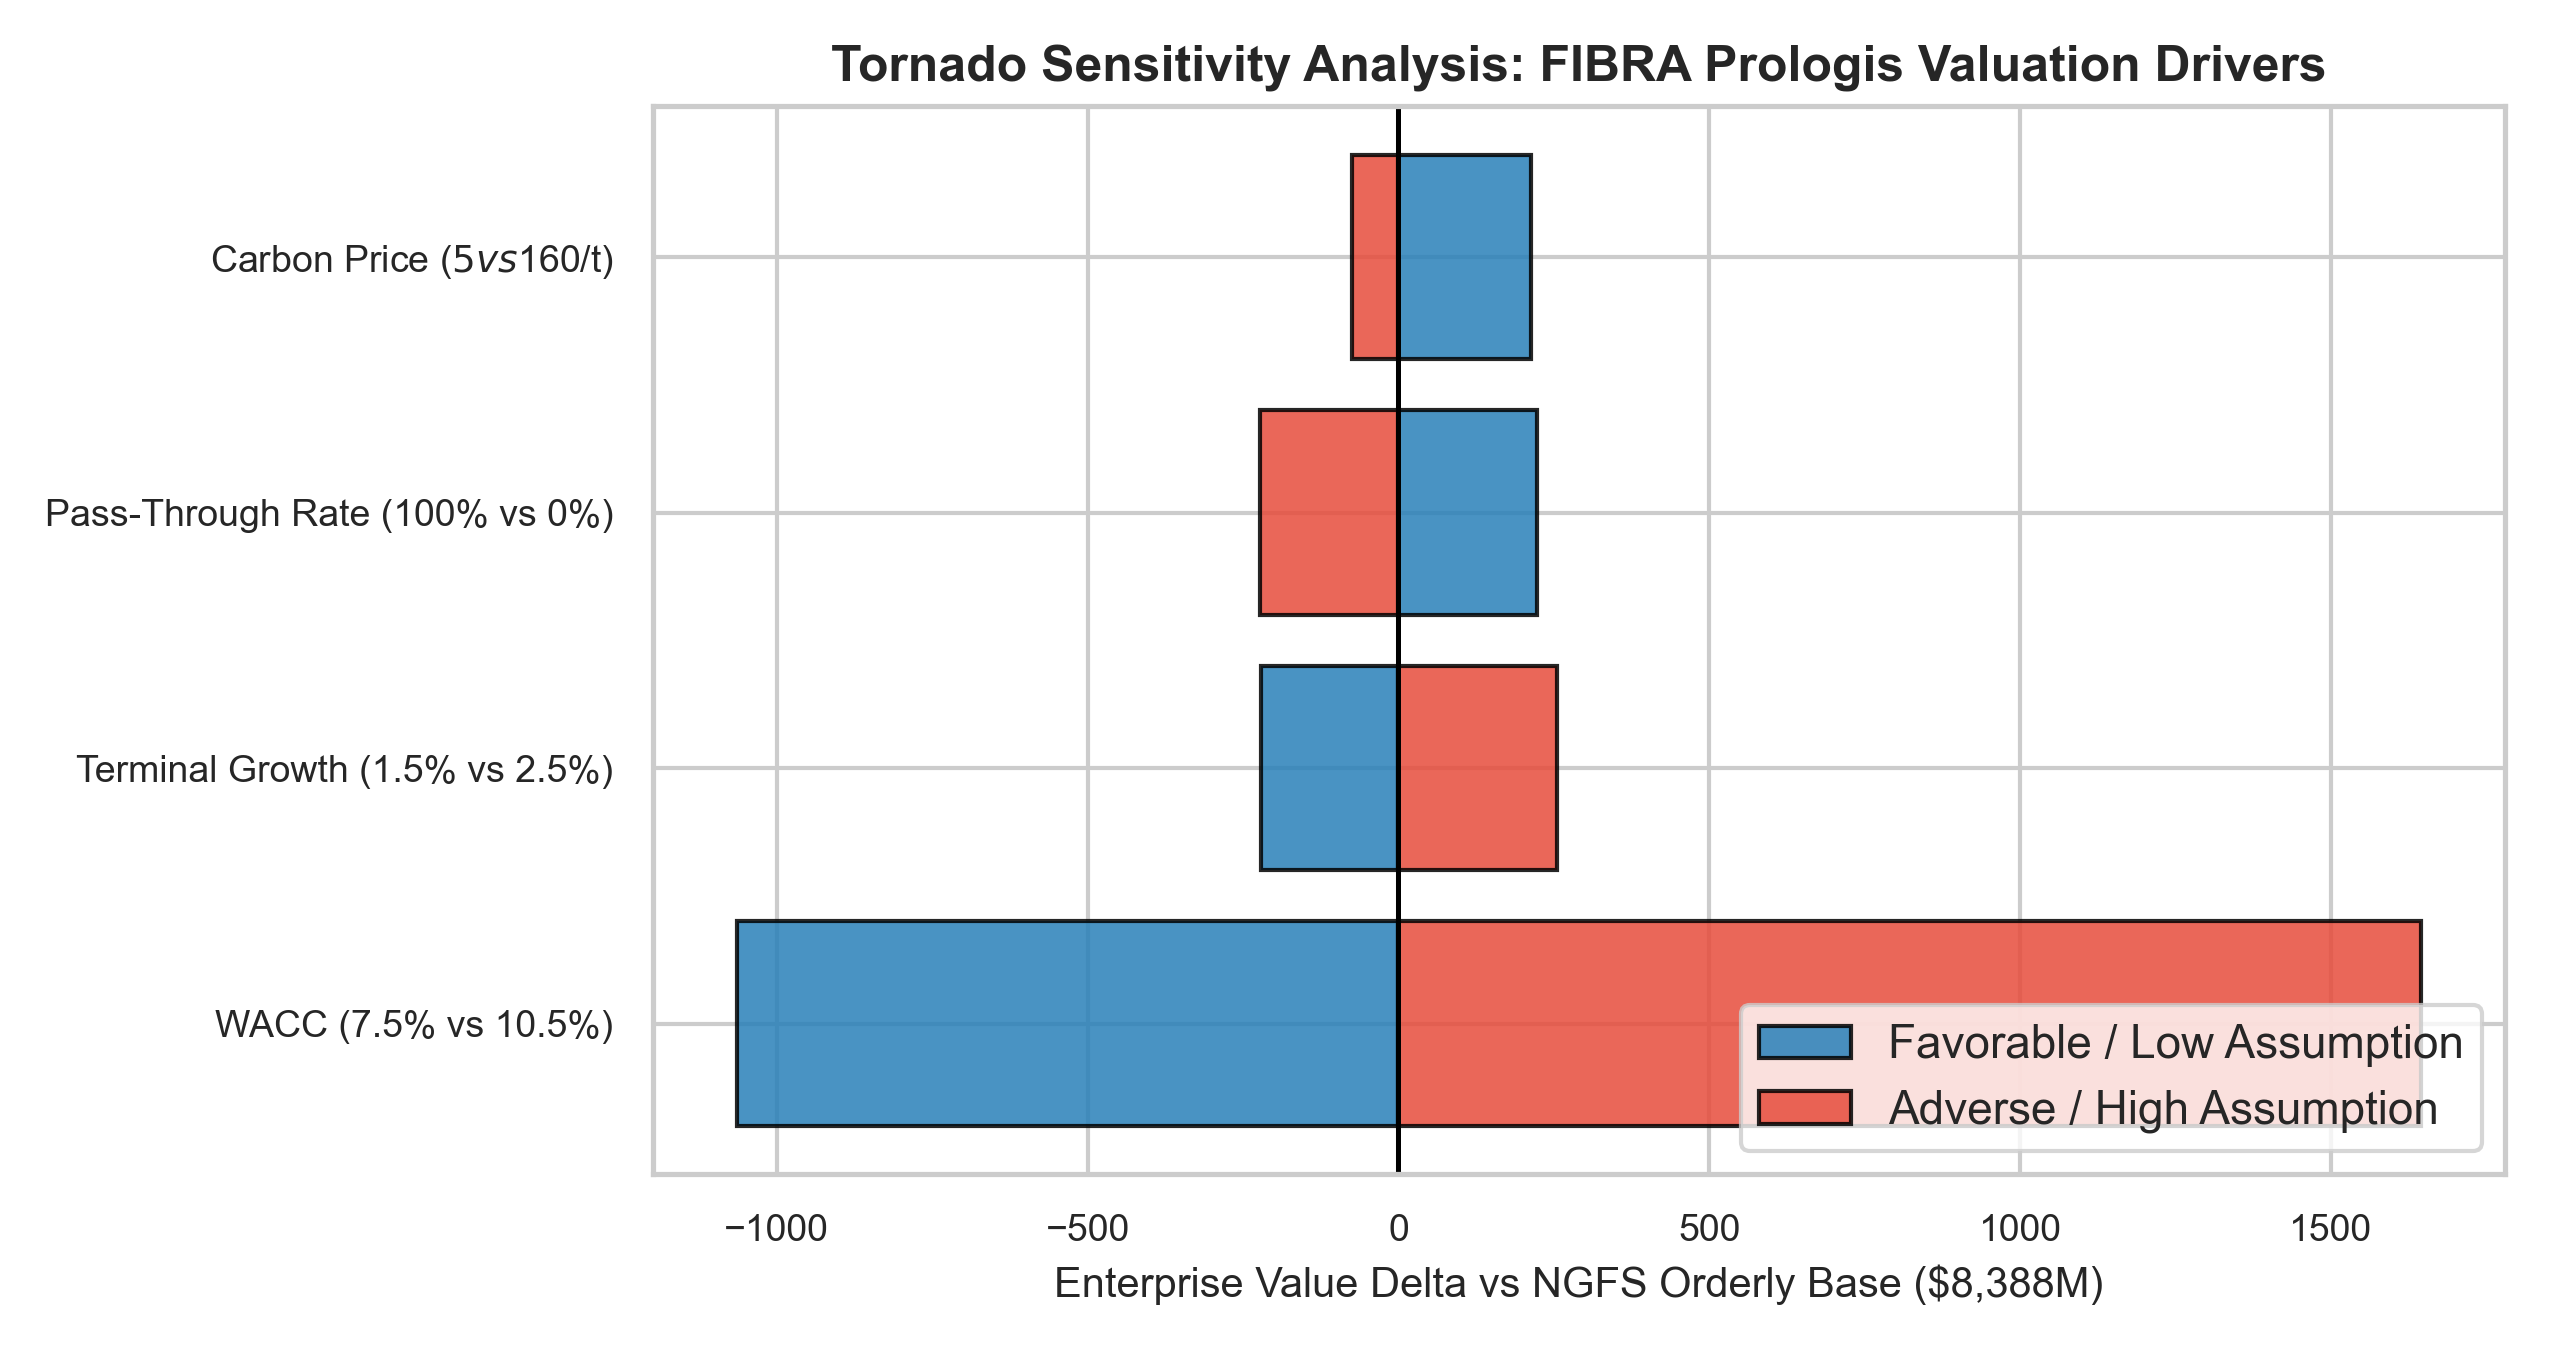 Tornado Sensitivity Analysis: FIBRA Prologis Valuation Drivers
Carbon Price (5vs160/t)
Pass-Through Rate (100% vs 0%)
Terminal Growth (1.5% vs 2.5%)
WACC (7.5% vs 10.5%)
Favorable / Low Assumption
Adverse / High Assumption
−1000 −500 0 500 1000 1500
Enterprise Value Delta vs NGFS Orderly Base ($8,388M)